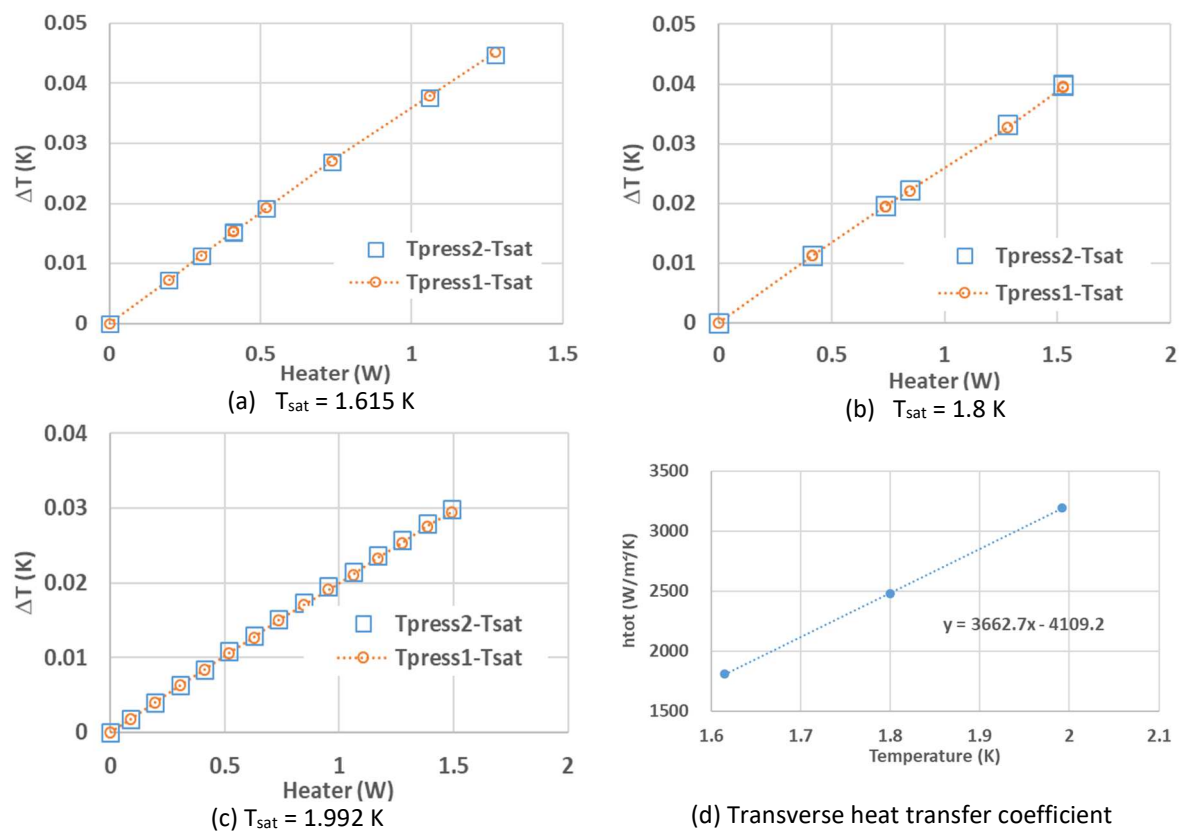 0.05
0.04
0.03
0.02
0.01
0
ΔT (K)
Tpress2-Tsat
Tpress1-Tsat
0 0.5 1 1.5
Heater (W)
(a) Tsat = 1.615 K
0.05
0.04
0.03
0.02
0.01
0
ΔT (K)
Tpress2-Tsat
Tpress1-Tsat
0 0.5 1 1.5 2
Heater (W)
(b) Tsat = 1.8 K
0.04
0.03
0.02
0.01
0
ΔT (K)
Tpress2-Tsat
Tpress1-Tsat
0 0.5 1 1.5 2
Heater (W)
(c) Tsat = 1.992 K
3500
3000
2500
2000
1500
htot (W/m²/K)
y = 3662.7x - 4109.2
1.6 1.7 1.8 1.9 2 2.1
Temperature (K)
(d) Transverse heat transfer coefficient